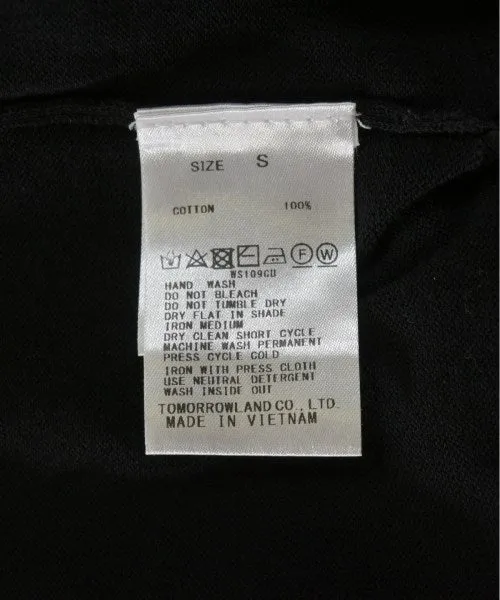 SIZE S
COTTON 100%
F W
WS109CU
HAND WASH
DO NOT BLEACH
DO NOT TUMBLE DRY
DRY FLAT IN SHADE
IRON MEDIUM
DRY CLEAN SHORT CYCLE
MACHINE WASH PERMANENT
PRESS CYCLE COLD
IRON WITH PRESS CLOTH
USE NEUTRAL DETERGENT
WASH INSIDE OUT
TOMORROWLAND CO., LTD.
MADE IN VIETNAM